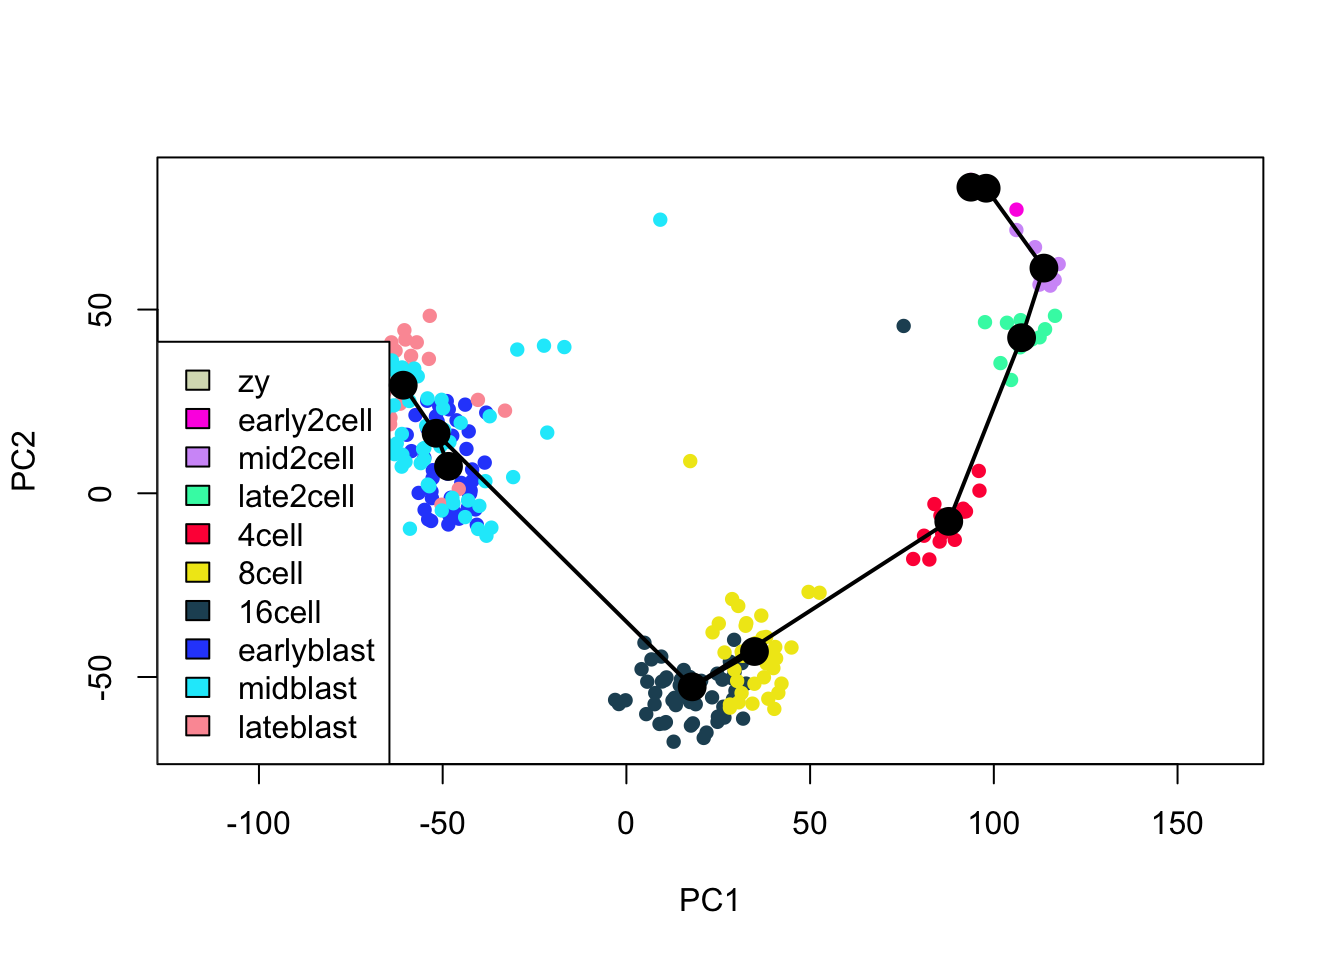 PC2
50
0
-50
zy
early2cell
mid2cell
late2cell
4cell
8cell
16cell
earlyblast
midblast
lateblast
-100 -50 0 50 100 150
PC1